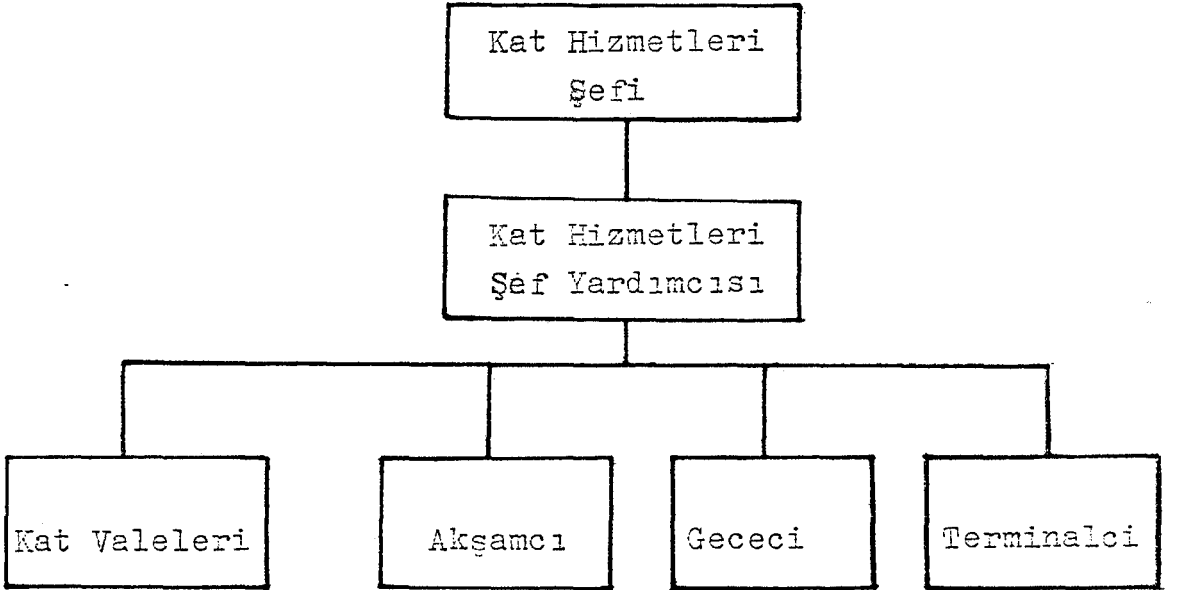 Kat Hizmetleri
Şefi
Kat Hizmetleri
Şef Yardımcısı
Kat Valeleri
Akşamcı
Gececi
Terminalci